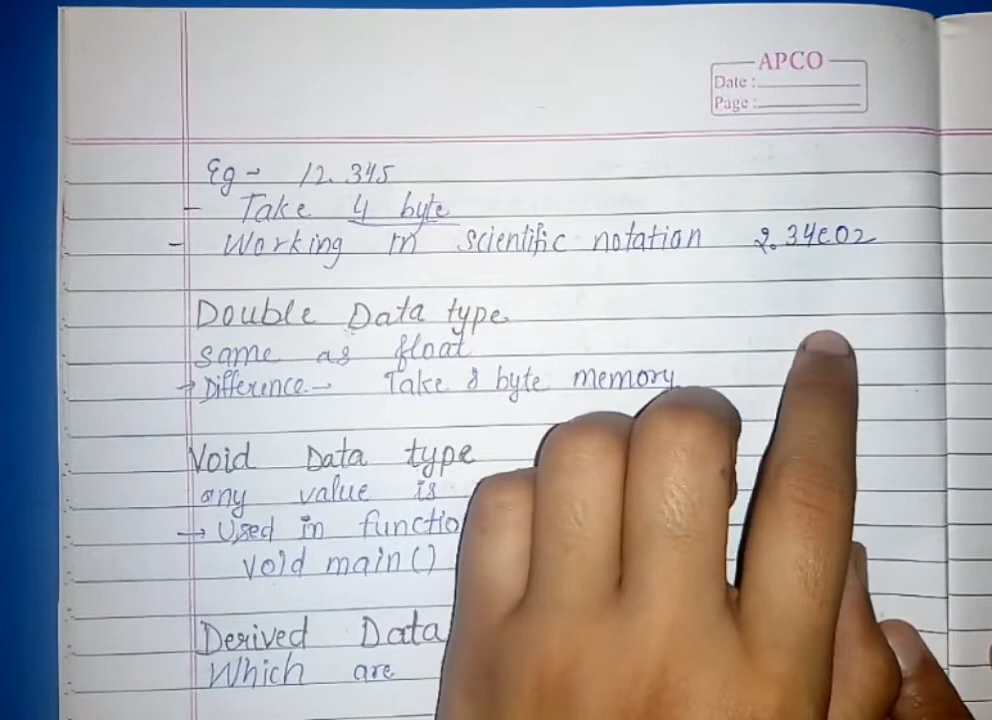 APCO
Date :
Page :
Eg → 12.345
- Take 4 byte
- Working in scientific notation 2.34e02
Double Data type
same as float
→ Difference → Take 8 byte memory
Void Data type
any value is
→ Used in functio
void main ()
Derived Data
Which are